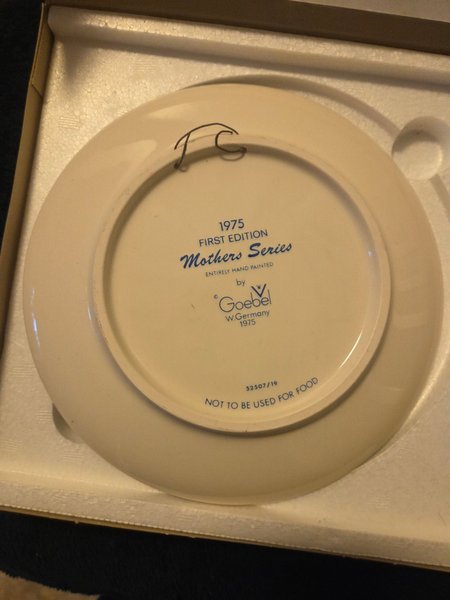 1975
FIRST EDITION
Mothers Series
ENTIRELY HAND PAINTED
by
© Goebel
W. Germany
1975
52507/19
NOT TO BE USED FOR FOOD